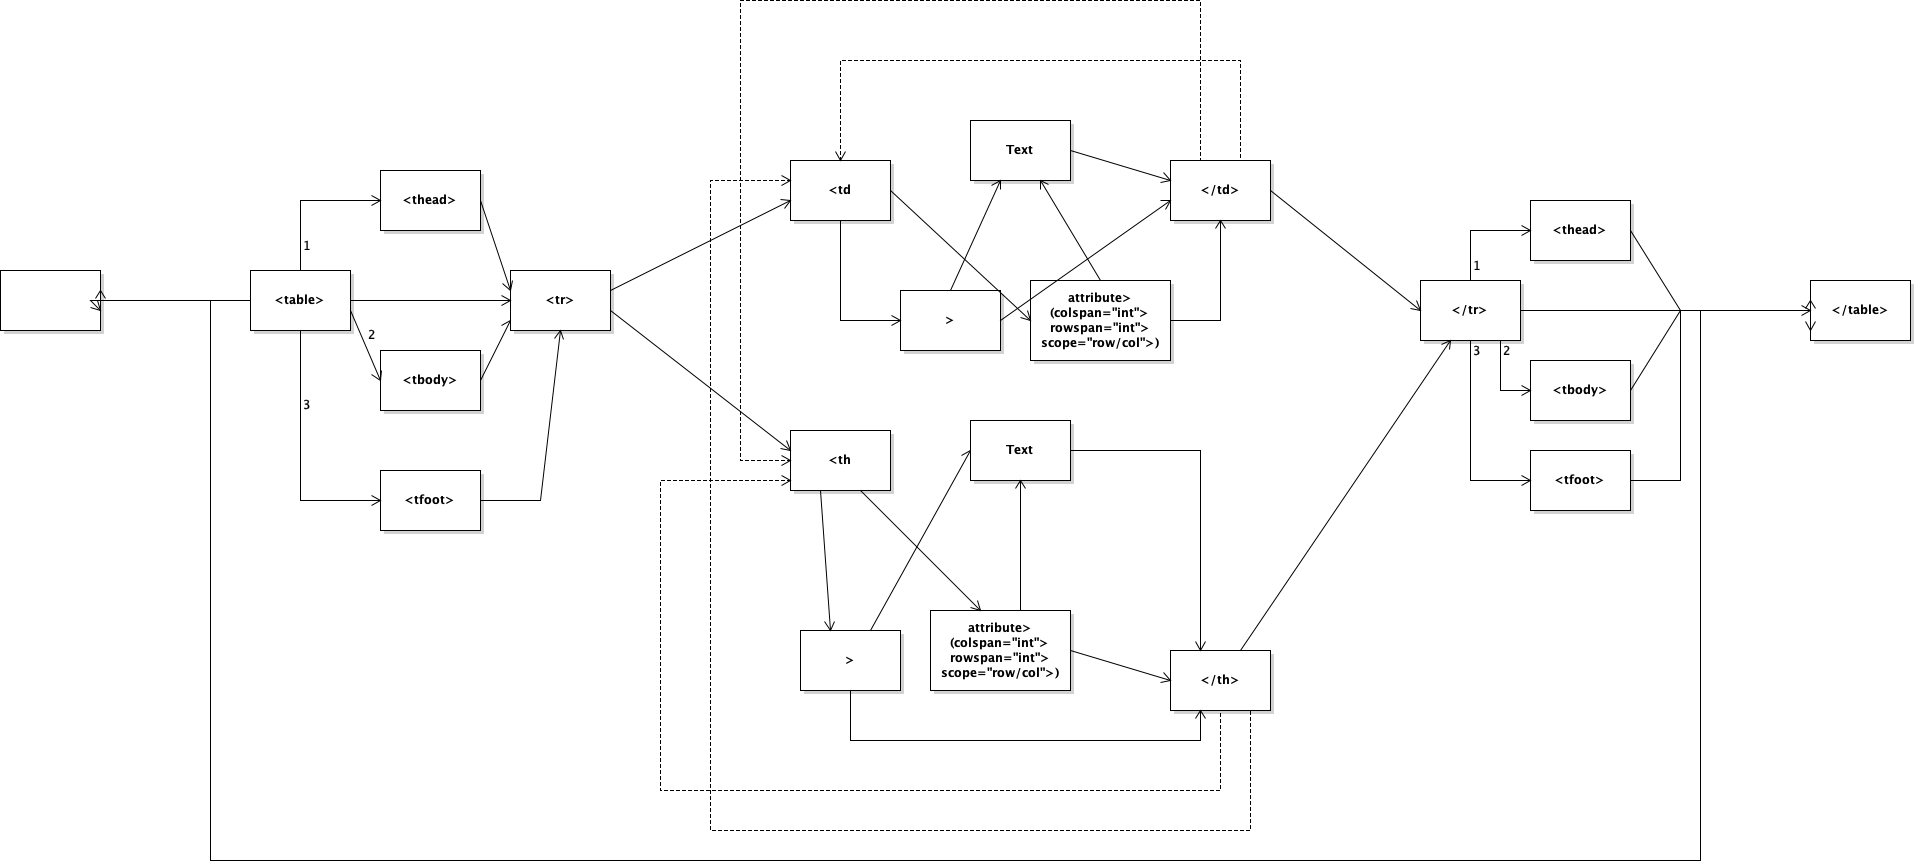 <table>
1
2
3
<thead>
<tbody>
<tfoot>
<tr>
<td
>
Text
attribute>
(colspan="int">
rowspan="int">
scope="row/col">)
</td>
<th
>
Text
attribute>
(colspan="int">
rowspan="int">
scope="row/col">)
</th>
</tr>
1
3
2
<thead>
<tbody>
<tfoot>
</table>